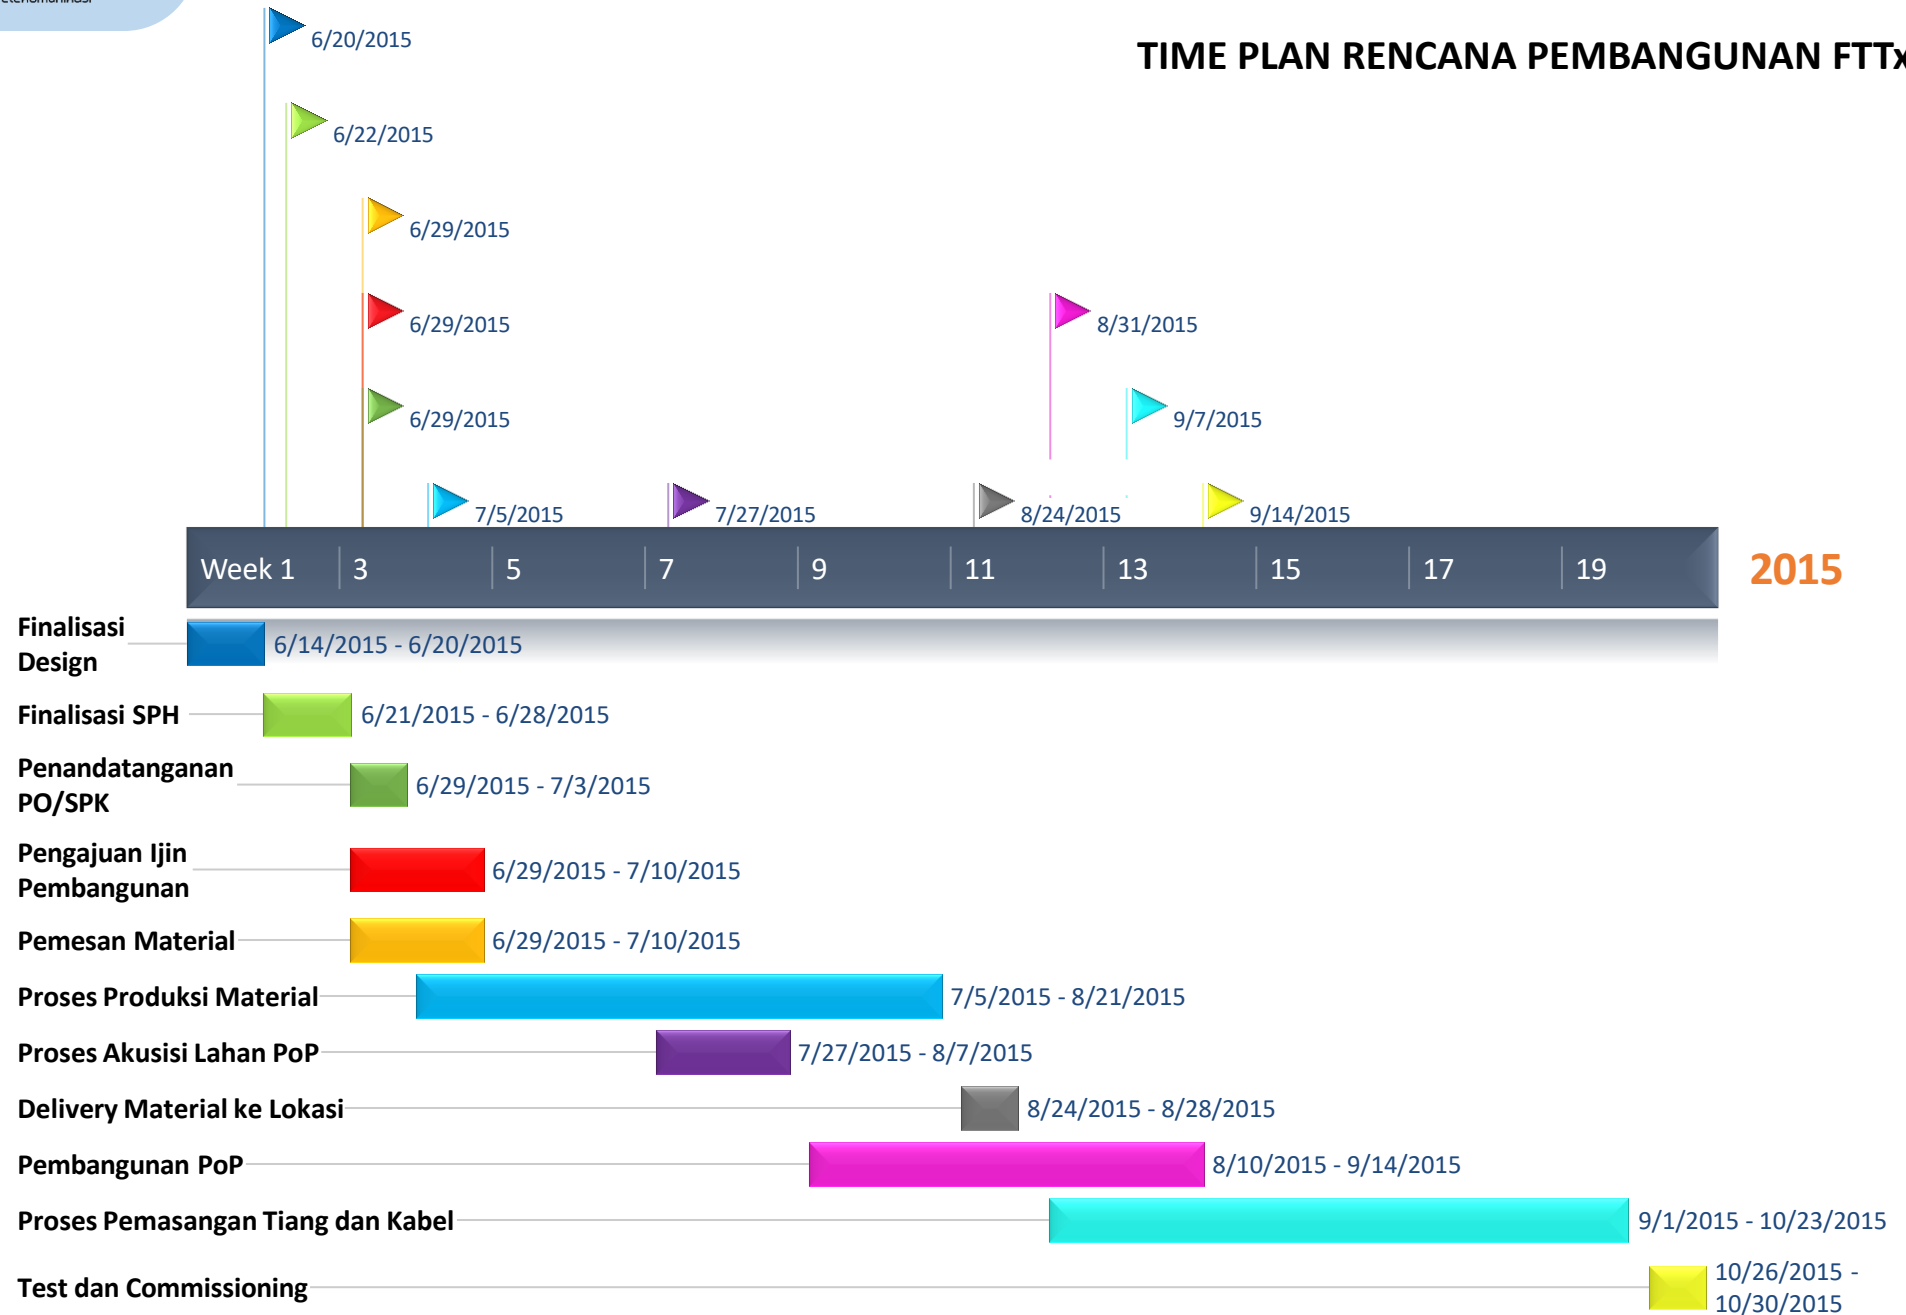 6/20/2015
TIME PLAN RENCANA PEMBANGUNAN FTTx
6/22/2015
6/29/2015
6/29/2015
8/31/2015
6/29/2015
9/7/2015
7/5/2015
7/27/2015
8/24/2015
9/14/2015
Week 1 3 5 7 9 11 13 15 17 19
2015
Finalisasi
Design
6/14/2015 - 6/20/2015
Finalisasi SPH
6/21/2015 - 6/28/2015
Penandatanganan
PO/SPK
6/29/2015 - 7/3/2015
Pengajuan Ijin
Pembangunan
6/29/2015 - 7/10/2015
Pemesan Material
6/29/2015 - 7/10/2015
Proses Produksi Material
7/5/2015 - 8/21/2015
Proses Akusisi Lahan PoP
7/27/2015 - 8/7/2015
Delivery Material ke Lokasi
8/24/2015 - 8/28/2015
Pembangunan PoP
8/10/2015 - 9/14/2015
Proses Pemasangan Tiang dan Kabel
9/1/2015 - 10/23/2015
Test dan Commissioning
10/26/2015 -
10/30/2015